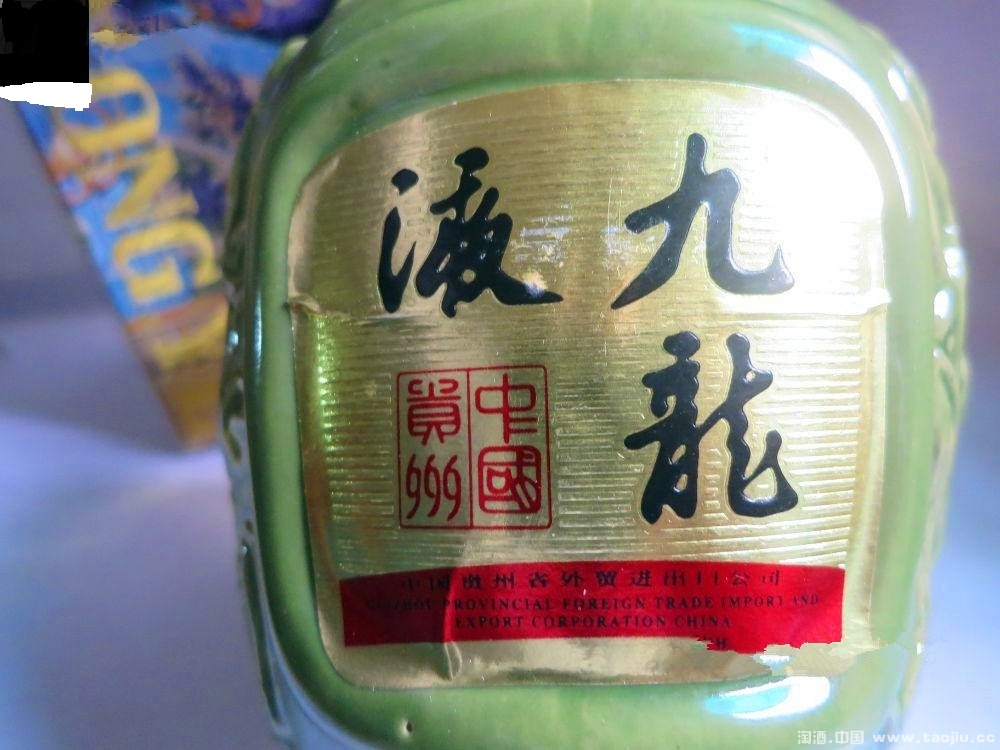 九龍
液
中國
貴州
中国贵州省外贸进出口公司
GUIZHOU PROVINCIAL FOREIGN TRADE IMPORT AND
EXPORT CORPORATION CHINA
ONG
淘酒.中国 www.taojiu.cc